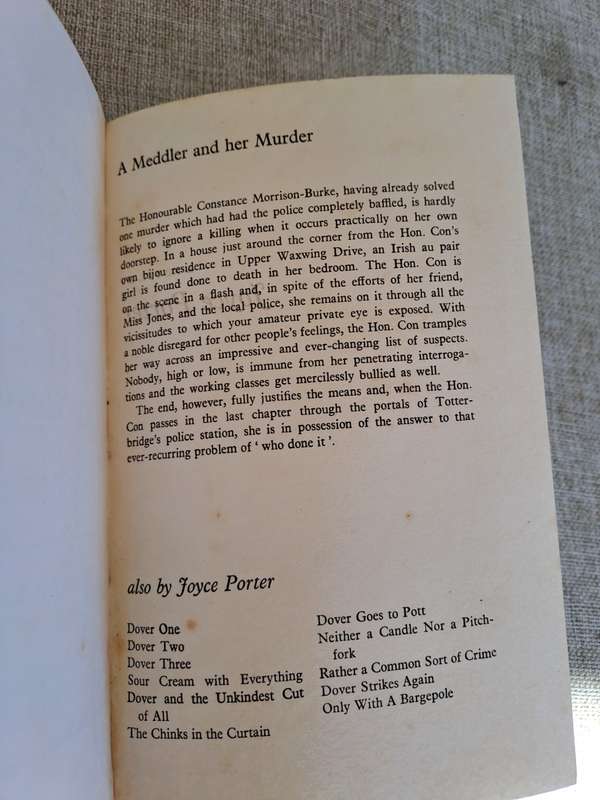 A Meddler and her Murder
The Honourable Constance Morrison-Burke, having already solved
one murder which had had the police completely baffled, is hardly
likely to ignore a killing when it occurs practically on her own
doorstep. In a house just around the corner from the Hon. Con's
own bijou residence in Upper Waxwing Drive, an Irish au pair
girl is found done to death in her bedroom. The Hon. Con is
on the scene in a flash and, in spite of the efforts of her friend,
Miss Jones, and the local police, she remains on it through all the
vicissitudes to which your amateur private eye is exposed. With
a noble disregard for other people's feelings, the Hon. Con tramples
her way across an impressive and ever-changing list of suspects.
Nobody, high or low, is immune from her penetrating interroga-
tions and the working classes get mercilessly bullied as well.
The end, however, fully justifies the means and, when the Hon.
Con passes in the last chapter through the portals of Totter-
bridge's police station, she is in possession of the answer to that
ever-recurring problem of ' who done it '.
also by Joyce Porter
Dover One
Dover Two
Dover Three
Sour Cream with Everything
Dover and the Unkindest Cut
of All
The Chinks in the Curtain
Dover Goes to Pott
Neither a Candle Nor a Pitch-
fork
Rather a Common Sort of Crime
Dover Strikes Again
Only With A Bargepole